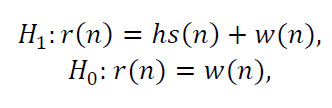 H₁: r(n) = hs(n) + w(n),
H₀: r(n) = w(n),